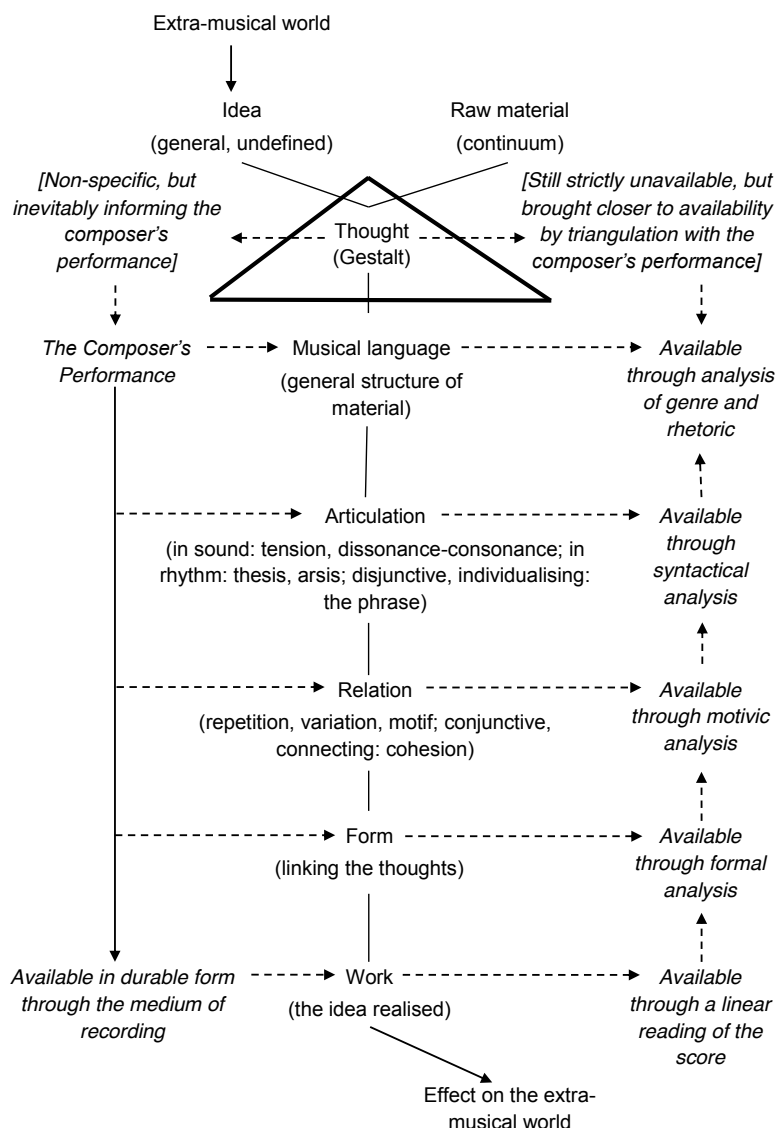 Extra-musical world
Idea
(general, undefined)
Raw material
(continuum)
[Non-specific, but
inevitably informing the
composer's
performance]
Thought
(Gestalt)
[Still strictly unavailable, but
brought closer to availability
by triangulation with the
composer's performance]
The Composer's
Performance
Musical language
(general structure of
material)
Available
through analysis
of genre and
rhetoric
Articulation
(in sound: tension, dissonance-consonance; in
rhythm: thesis, arsis; disjunctive, individualising:
the phrase)
Available
through
syntactical
analysis
Relation
(repetition, variation, motif; conjunctive,
connecting: cohesion)
Available
through motivic
analysis
Form
(linking the thoughts)
Available
through formal
analysis
Available in durable form
through the medium of
recording
Work
(the idea realised)
Available
through a linear
reading of the
score
Effect on the extra-
musical world